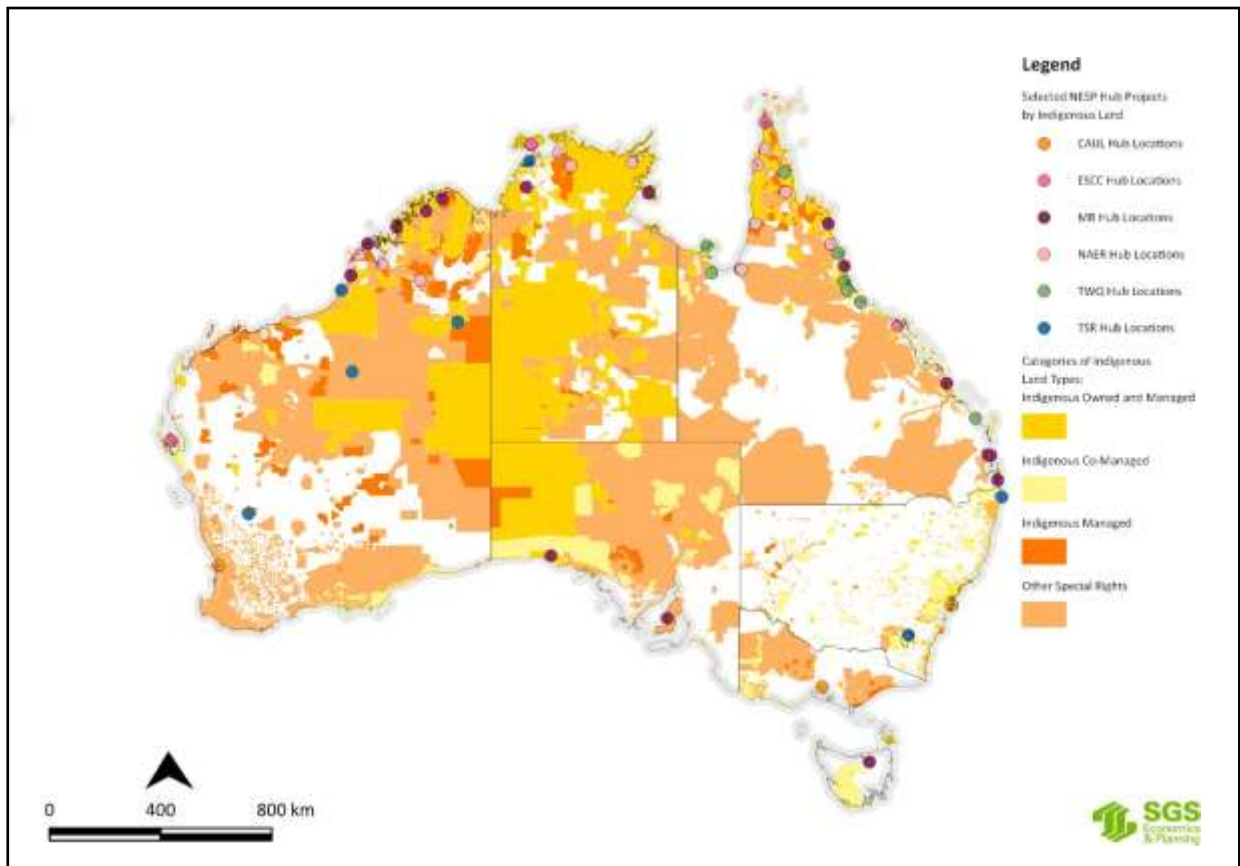 Legend
Selected NESP Hub Projects
by Indigenous Land
CAUL Hub Locations
ESCC Hub Locations
MB Hub Locations
NAER Hub Locations
TWQ Hub Locations
TSR Hub Locations
Categories of Indigenous
Land Types:
Indigenous Owned and Managed
Indigenous Co-Managed
Indigenous Managed
Other Special Rights
0 400 800 km
SGS
Economics
& Planning